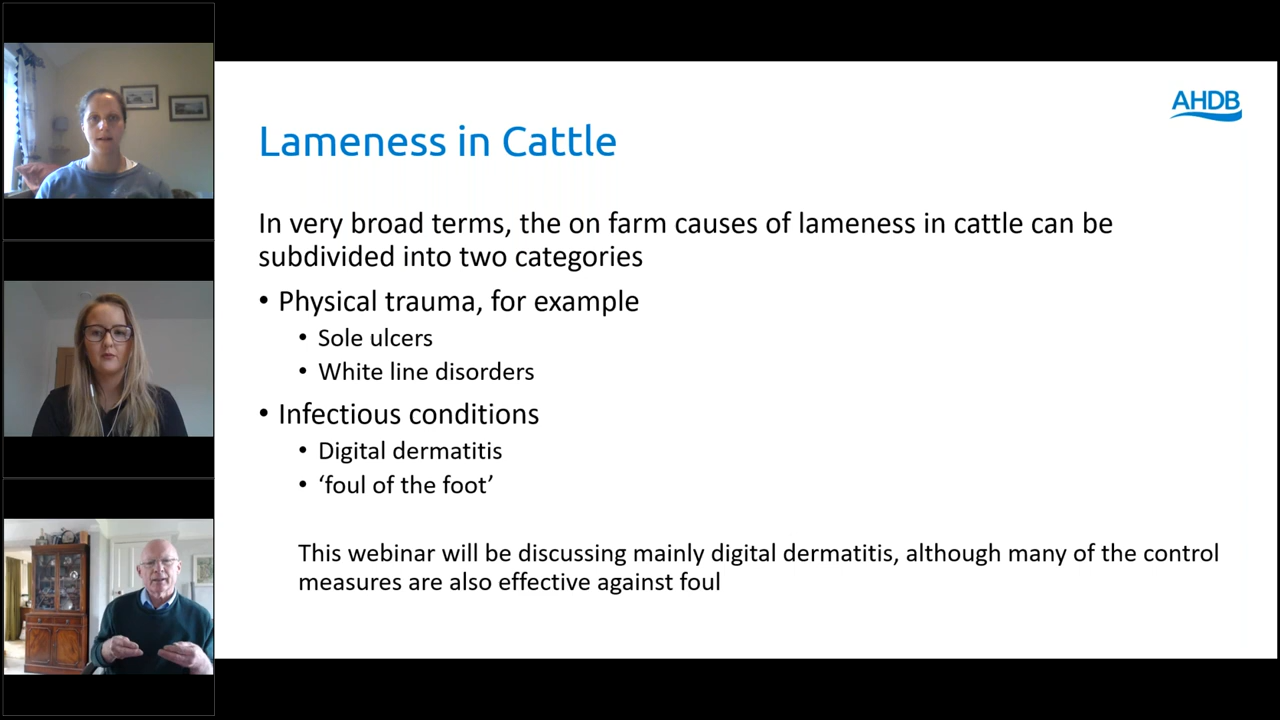 AHDB
Lameness in Cattle
In very broad terms, the on farm causes of lameness in cattle can be
subdivided into two categories
• Physical trauma, for example
• Sole ulcers
• White line disorders
• Infectious conditions
• Digital dermatitis
• ‘foul of the foot’
This webinar will be discussing mainly digital dermatitis, although many of the control
measures are also effective against foul